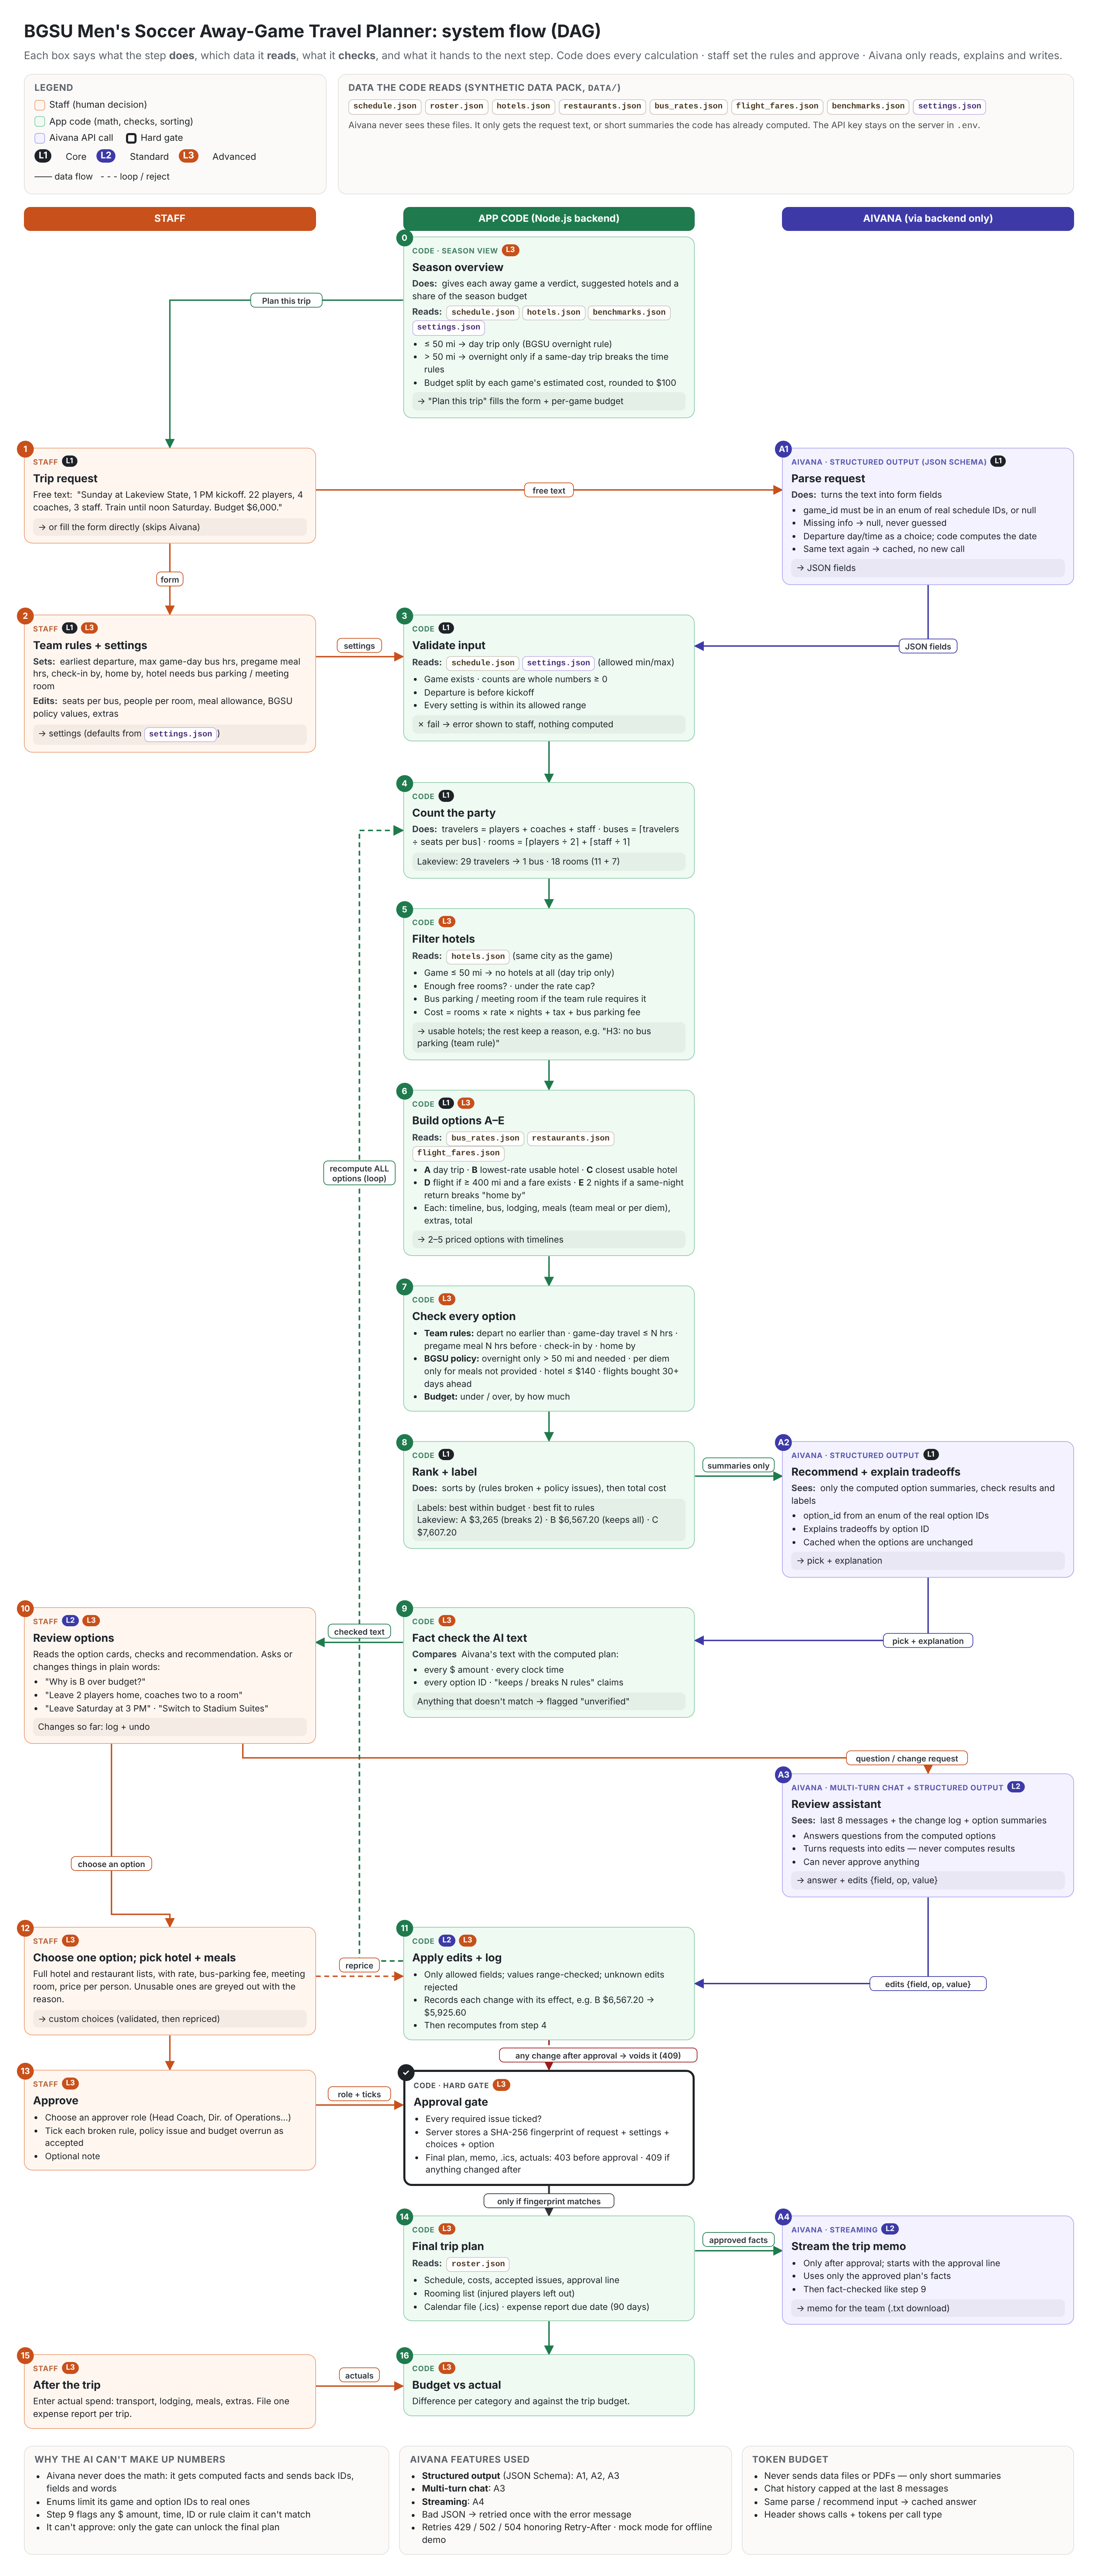 BGSU Men's Soccer Away-Game Travel Planner: system flow (DAG)
Each box says what the step does, which data it reads, what it checks, and what it hands to the next step. Code does every calculation · staff set the rules and approve · Aivana only reads, explains and writes.
LEGEND
Staff (human decision)
App code (math, checks, sorting)
Aivana API call Hard gate
L1 Core L2 Standard L3 Advanced
data flow - - - loop / reject
DATA THE CODE READS (SYNTHETIC DATA PACK, DATA/)
schedule.json roster.json hotels.json restaurants.json bus_rates.json flight_fares.json benchmarks.json settings.json
Aivana never sees these files. It only gets the request text, or short summaries the code has already computed. The API key stays on the server in .env.
STAFF
APP CODE (Node.js backend)
AIVANA (via backend only)
0
CODE · SEASON VIEW L3
Season overview
Does: gives each away game a verdict, suggested hotels and a
share of the season budget
Reads: schedule.json hotels.json benchmarks.json
settings.json
• ≤ 50 mi → day trip only (BGSU overnight rule)
• > 50 mi → overnight only if a same-day trip breaks the time
rules
• Budget split by each game's estimated cost, rounded to $100
→ "Plan this trip" fills the form + per-game budget
Plan this trip
1
STAFF L1
Trip request
Free text: "Sunday at Lakeview State, 1 PM kickoff. 22 players, 4
coaches, 3 staff. Train until noon Saturday. Budget $6,000."
→ or fill the form directly (skips Aivana)
free text
A1
AIVANA · STRUCTURED OUTPUT (JSON SCHEMA) L1
Parse request
Does: turns the text into form fields
• game_id must be in an enum of real schedule IDs, or null
• Missing info → null, never guessed
• Departure day/time as a choice; code computes the date
• Same text again → cached, no new call
→ JSON fields
form
2
STAFF L1 L3
Team rules + settings
Sets: earliest departure, max game-day bus hrs, pregame meal
hrs, check-in by, home by, hotel needs bus parking / meeting
room
Edits: seats per bus, people per room, meal allowance, BGSU
policy values, extras
→ settings (defaults from settings.json)
settings
3
CODE L1
Validate input
Reads: schedule.json settings.json (allowed min/max)
• Game exists · counts are whole numbers ≥ 0
• Departure is before kickoff
• Every setting is within its allowed range
× fail → error shown to staff, nothing computed
JSON fields
4
CODE L1
Count the party
Does: travelers = players + coaches + staff · buses = ⌈travelers
÷ seats per bus⌉ · rooms = ⌈players ÷ 2⌉ + ⌈staff ÷ 1⌉
Lakeview: 29 travelers → 1 bus · 18 rooms (11 + 7)
5
CODE L3
Filter hotels
Reads: hotels.json (same city as the game)
• Game ≤ 50 mi → no hotels at all (day trip only)
• Enough free rooms? · under the rate cap?
• Bus parking / meeting room if the team rule requires it
• Cost = rooms × rate × nights + tax + bus parking fee
→ usable hotels; the rest keep a reason, e.g. "H3: no bus
parking (team rule)"
recompute ALL
options (loop)
6
CODE L1 L3
Build options A–E
Reads: bus_rates.json restaurants.json
flight_fares.json
• A day trip · B lowest-rate usable hotel · C closest usable hotel
• D flight if ≥ 400 mi and a fare exists · E 2 nights if a same-night
return breaks "home by"
• Each: timeline, bus, lodging, meals (team meal or per diem),
extras, total
→ 2–5 priced options with timelines
7
CODE L3
Check every option
• Team rules: depart no earlier than · game-day travel ≤ N hrs ·
pregame meal N hrs before · check-in by · home by
• BGSU policy: overnight only > 50 mi and needed · per diem
only for meals not provided · hotel ≤ $140 · flights bought 30+
days ahead
• Budget: under / over, by how much
8
CODE L1
Rank + label
Does: sorts by (rules broken + policy issues), then total cost
Labels: best within budget · best fit to rules
Lakeview: A $3,265 (breaks 2) · B $6,567.20 (keeps all) · C
$7,607.20
summaries only
A2
AIVANA · STRUCTURED OUTPUT L1
Recommend + explain tradeoffs
Sees: only the computed option summaries, check results and
labels
• option_id from an enum of the real option IDs
• Explains tradeoffs by option ID
• Cached when the options are unchanged
→ pick + explanation
10
STAFF L2 L3
Review options
Reads the option cards, checks and recommendation. Asks or
changes things in plain words:
• "Why is B over budget?"
• "Leave 2 players home, coaches two to a room"
• "Leave Saturday at 3 PM" · "Switch to Stadium Suites"
Changes so far: log + undo
checked text
9
CODE L3
Fact check the AI text
Compares Aivana's text with the computed plan:
• every $ amount · every clock time
• every option ID · "keeps / breaks N rules" claims
Anything that doesn't match → flagged "unverified"
pick + explanation
question / change request
A3
AIVANA · MULTI-TURN CHAT + STRUCTURED OUTPUT L2
Review assistant
Sees: last 8 messages + the change log + option summaries
• Answers questions from the computed options
• Turns requests into edits — never computes results
• Can never approve anything
→ answer + edits {field, op, value}
choose an option
12
STAFF L3
Choose one option; pick hotel + meals
Full hotel and restaurant lists, with rate, bus-parking fee, meeting
room, price per person. Unusable ones are greyed out with the
reason.
→ custom choices (validated, then repriced)
reprice
11
CODE L2 L3
Apply edits + log
• Only allowed fields; values range-checked; unknown edits
rejected
• Records each change with its effect, e.g. B $6,567.20 →
$5,925.60
• Then recomputes from step 4
edits {field, op, value}
any change after approval → voids it (409)
13
STAFF L3
Approve
• Choose an approver role (Head Coach, Dir. of Operations…)
• Tick each broken rule, policy issue and budget overrun as
accepted
• Optional note
role + ticks
✓
CODE · HARD GATE L3
Approval gate
• Every required issue ticked?
• Server stores a SHA-256 fingerprint of request + settings +
choices + option
• Final plan, memo, .ics, actuals: 403 before approval · 409 if
anything changed after
only if fingerprint matches
14
CODE L3
Final trip plan
Reads: roster.json
• Schedule, costs, accepted issues, approval line
• Rooming list (injured players left out)
• Calendar file (.ics) · expense report due date (90 days)
approved facts
A4
AIVANA · STREAMING L2
Stream the trip memo
• Only after approval; starts with the approval line
• Uses only the approved plan's facts
• Then fact-checked like step 9
→ memo for the team (.txt download)
15
STAFF L3
After the trip
Enter actual spend: transport, lodging, meals, extras. File one
expense report per trip.
actuals
16
CODE L3
Budget vs actual
Difference per category and against the trip budget.
WHY THE AI CAN'T MAKE UP NUMBERS
• Aivana never does the math: it gets computed facts and sends back IDs,
fields and words
• Enums limit its game and option IDs to real ones
• Step 9 flags any $ amount, time, ID or rule claim it can't match
• It can't approve: only the gate can unlock the final plan
AIVANA FEATURES USED
• Structured output (JSON Schema): A1, A2, A3
• Multi-turn chat: A3
• Streaming: A4
• Bad JSON → retried once with the error message
• Retries 429 / 502 / 504 honoring Retry-After · mock mode for offline
demo
TOKEN BUDGET
• Never sends data files or PDFs — only short summaries
• Chat history capped at the last 8 messages
• Same parse / recommend input → cached answer
• Header shows calls + tokens per call type